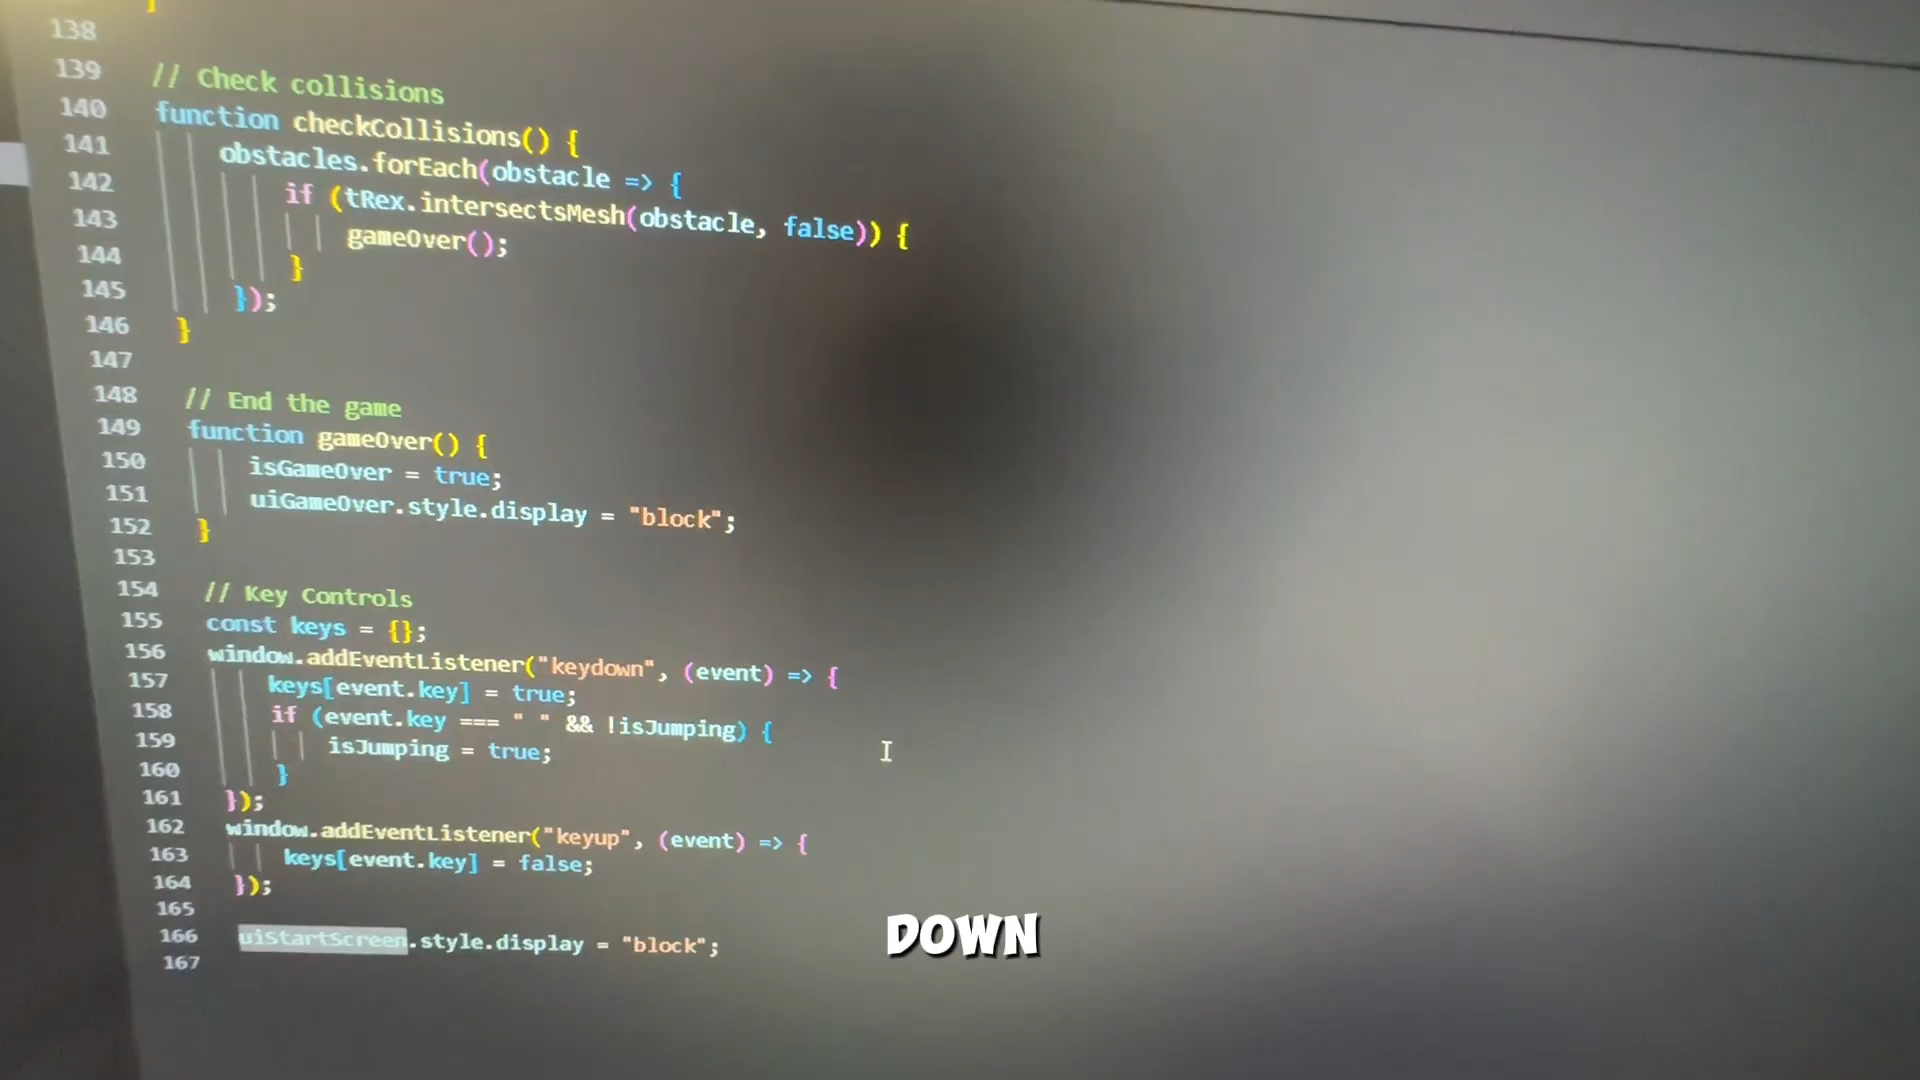 138
139 // Check collisions
140 function checkCollisions() {
141 obstacles.forEach(obstacle => {
142 if (tRex.intersectsMesh(obstacle, false)) {
143 gameOver();
144 }
145 });
146 }
147
148 // End the game
149 function gameOver() {
150 isGameOver = true;
151 uiGameOver.style.display = "block";
152 }
153
154 // Key Controls
155 const keys = {};
156 window.addEventListener("keydown", (event) => {
157 keys[event.key] = true;
158 if (event.key === " " && !isJumping) {
159 isJumping = true;
160 }
161 });
162 window.addEventListener("keyup", (event) => {
163 keys[event.key] = false;
164 });
165
166 uiStartScreen.style.display = "block";
167
DOWN